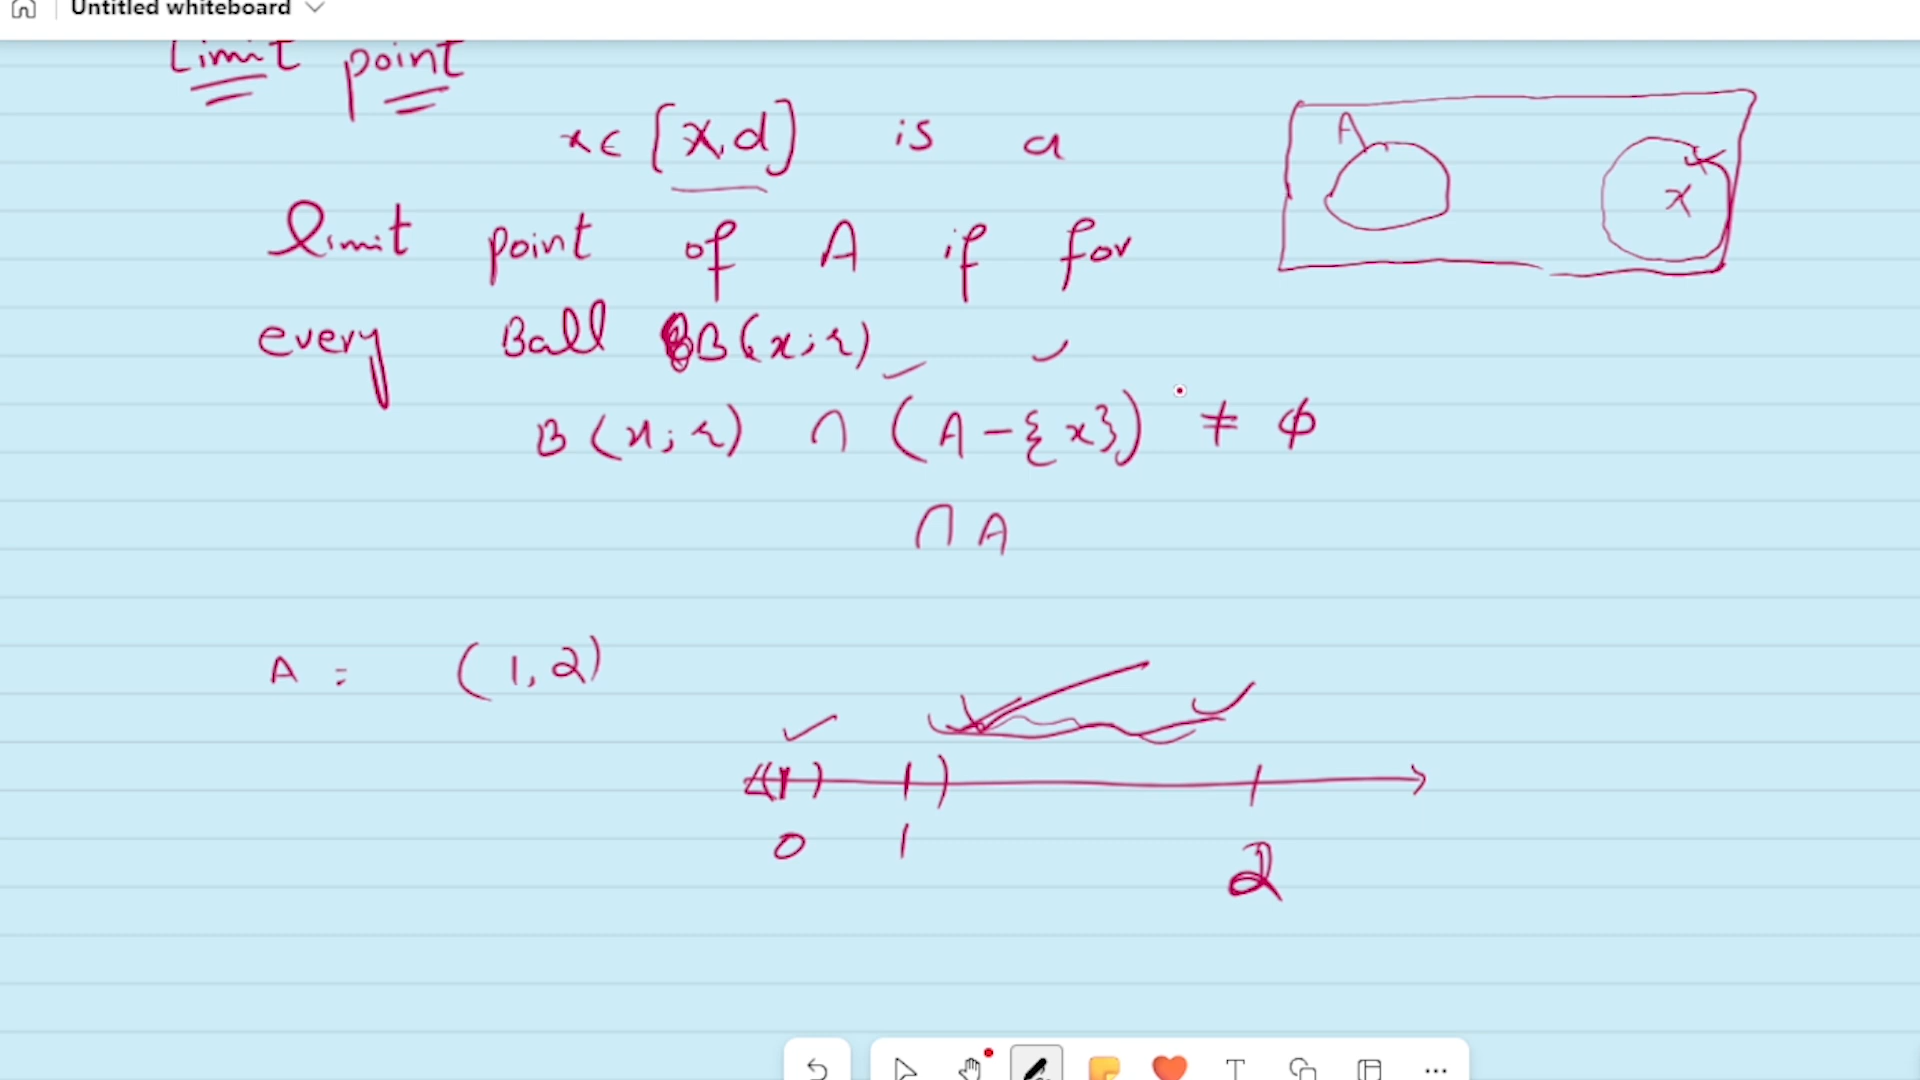 Untitled whiteboard
Limit point
x ∈ [X,d] is a
limit point of A if for
every Ball B(x;r)
B(x;r) ∩ (A-{x}) ≠ ϕ
∩ A
A = (1,2)
0 1 2
A
x
T